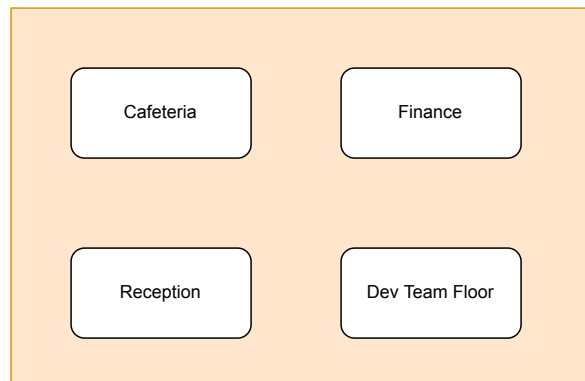 Cafeteria
Finance
Reception
Dev Team Floor